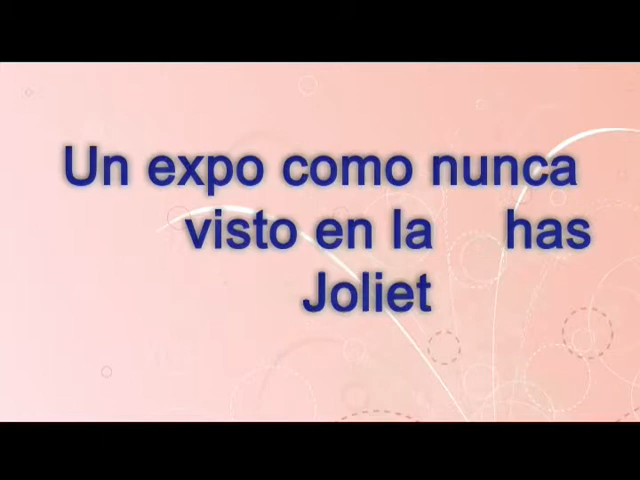 Un expo como nunca
visto en la has
Joliet